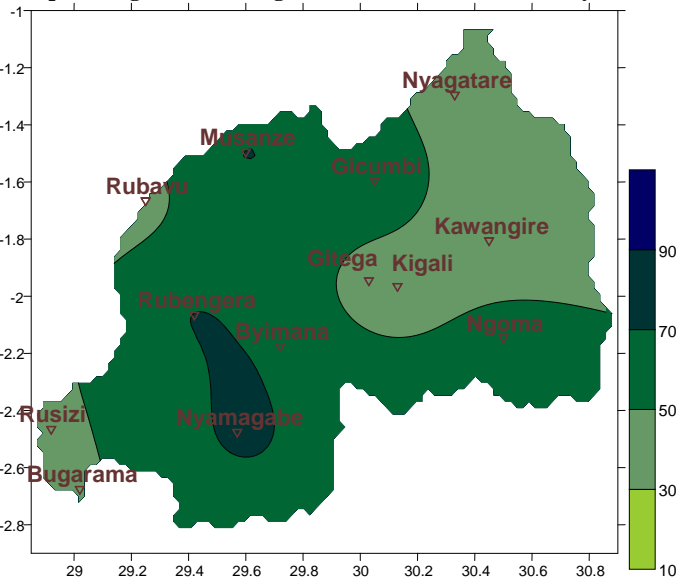 -1
-1.2
Nyagatare
-1.4
Musanze
Gicumbi
-1.6
Rubavu
Kawangire
-1.8
Gitega
Kigali
90
-2
Rubengera
Ngoma
Byimana
70
-2.2
-2.4
Rusizi
Nyamagabe
50
Bugarama
-2.6
30
-2.8
29
29.2
29.4
29.6
29.8
30
30.2
30.4
30.6
30.8
10